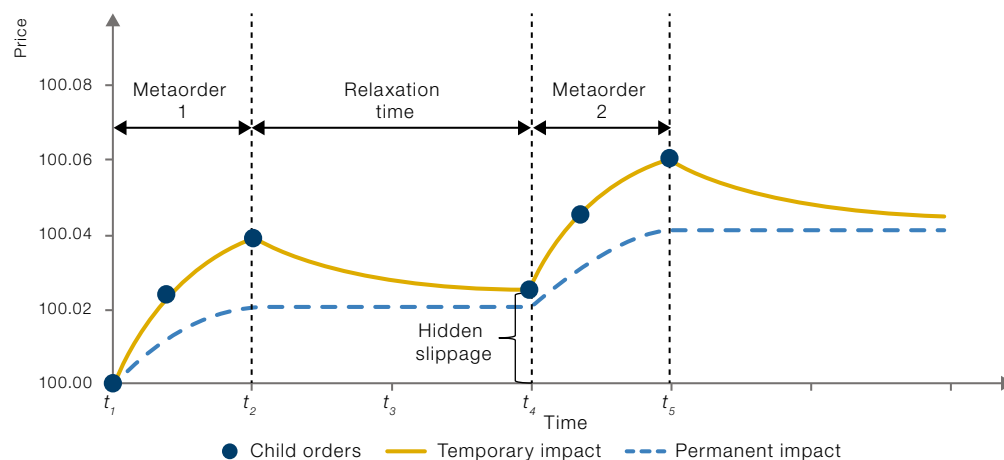 Price
100.08
100.06
100.04
100.02
100.00
Metaorder
1
Relaxation
time
Metaorder
2
Hidden
slippage
t1
t2
t3
t4
t5
Time
Child orders
Temporary impact
Permanent impact